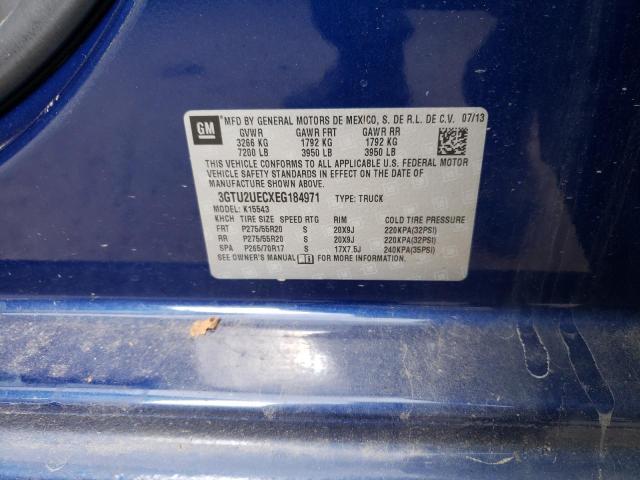 GM MFD BY GENERAL MOTORS DE MEXICO, S. DE R.L. DE C.V. 07/13
GVWR GAWR FRT GAWR RR
3266 KG 1792 KG 1792 KG
7200 LB 3950 LB 3950 LB
THIS VEHICLE CONFORMS TO ALL APPLICABLE U.S. FEDERAL MOTOR
VEHICLE SAFETY STANDARDS IN EFFECT ON THE DATE OF
MANUFACTURE SHOWN ABOVE.
3GTU2UECXEG184971 TYPE: TRUCK
MODEL: K15543
KHCH TIRE SIZE SPEED RTG RIM COLD TIRE PRESSURE
FRT P275/55R20 S 20X9J 220KPA(32PSI)
RR P275/55R20 S 20X9J 220KPA(32PSI)
SPA P265/70R17 S 17X7.5J 240KPA(35PSI)
SEE OWNER'S MANUAL FOR MORE INFORMATION.